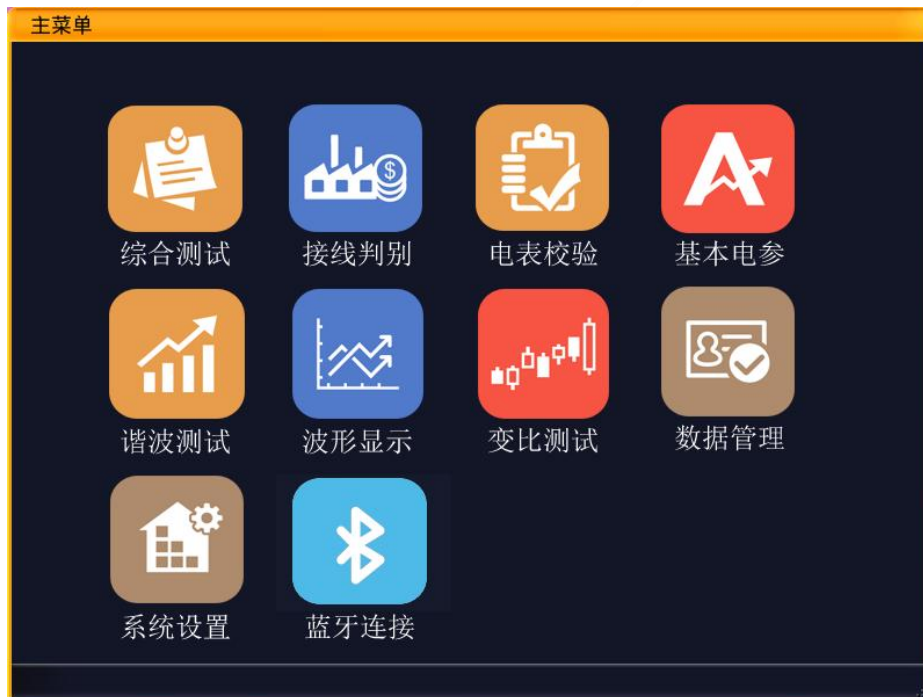 主菜单
综合测试 接线判别 电表校验 基本电参
谐波测试 波形显示 变比测试 数据管理
系统设置 蓝牙连接